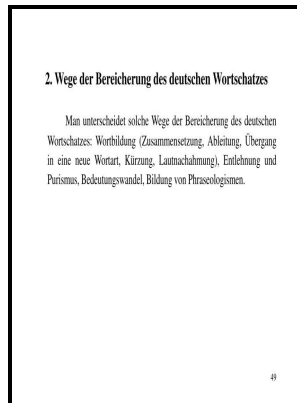 2. Wege der Bereicherung des deutschen Wortschatzes
Man unterscheidet solche Wege der Bereicherung des deutschen
Wortschatzes: Wortbildung (Zusammensetzung, Ableitung, Übergang
in eine neue Wortart, Kürzung, Lautnachahmung), Entlehnung und
Purismus, Bedeutungswandel, Bildung von Phraseologismen.
49